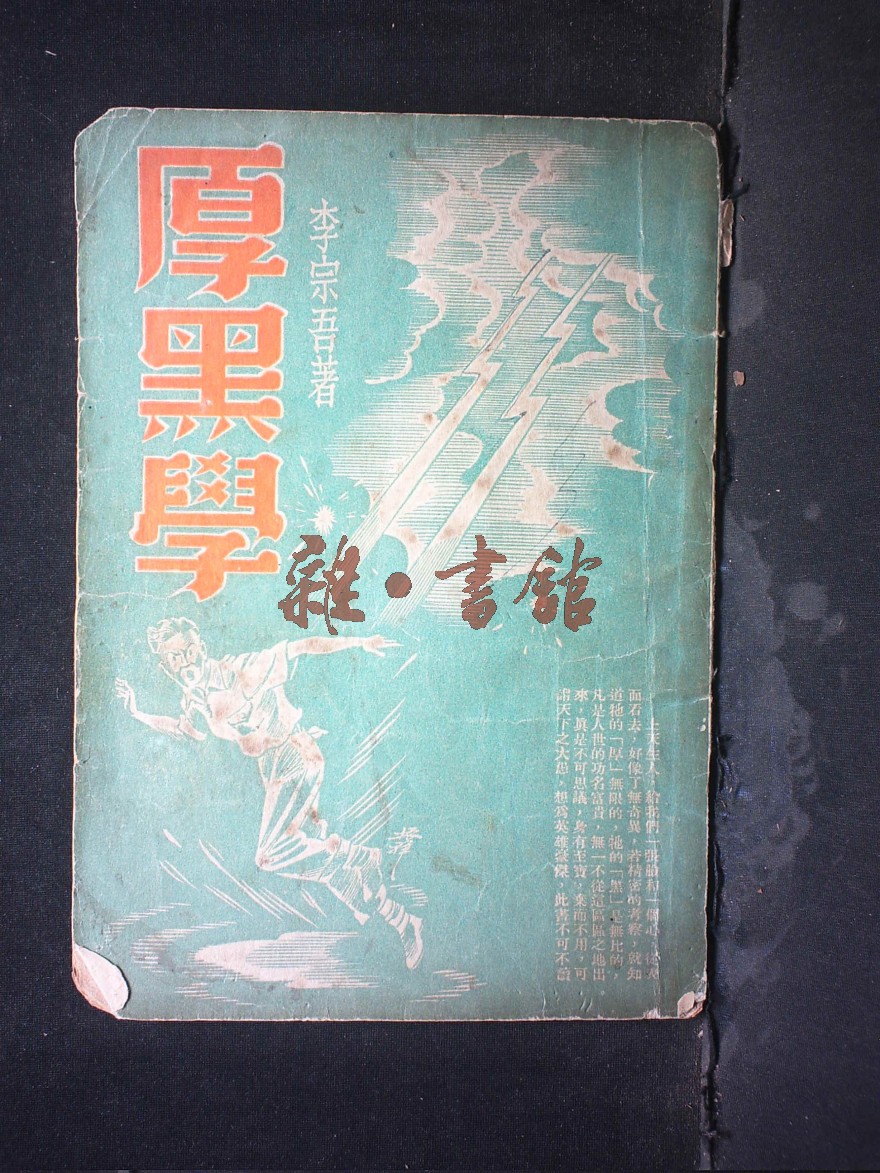 厚黑學
李宗吾著
雜·書舘
上天生人，給我們一張臉和一個心，從表
面看去，好像了無奇異，若精密的考察，就知
道牠的「厚」無限的，牠的「黑」是無比的，
凡是人世的功名富貴，無一不從這區區之地出
來，眞是不可思議，身有至寶，棄而不用，可
謂天下之大愚，想爲英雄豪傑，此書不可不讀